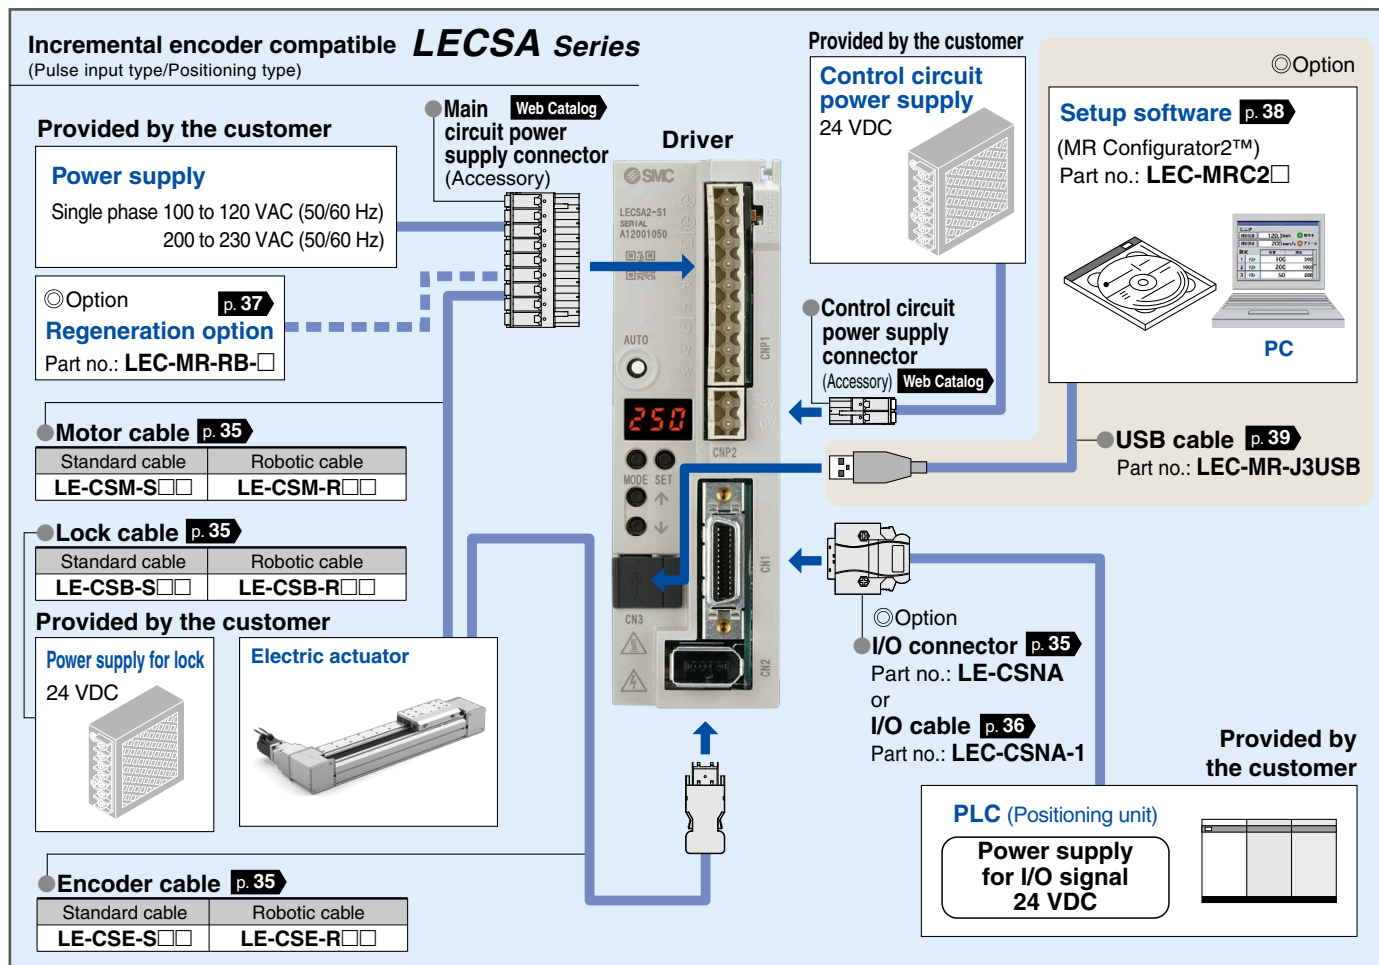 Incremental encoder compatible LECSA Series
(Pulse input type/Positioning type)
Provided by the customer
Power supply
Single phase 100 to 120 VAC (50/60 Hz)
200 to 230 VAC (50/60 Hz)
◎Option p. 37
Regeneration option
Part no.: LEC-MR-RB-□
Main Web Catalog
circuit power
supply connector
(Accessory)
Driver
SMC
LECSA2-S1
SERIAL
A12001050
CHARGE
P
C
U
V
W
CNP1
AUTO
250
24V
0V
CNP2
MODE SET
CN1
CN3
CN2
Provided by the customer
Control circuit
power supply
24 VDC
Control circuit
power supply
connector
(Accessory) Web Catalog
◎Option
Setup software p. 38
(MR Configurator2™)
Part no.: LEC-MRC2□
PC
USB cable p. 39
Part no.: LEC-MR-J3USB
Motor cable p. 35
Standard cable Robotic cable
LE-CSM-S□□ LE-CSM-R□□
Lock cable p. 35
Standard cable Robotic cable
LE-CSB-S□□ LE-CSB-R□□
Provided by the customer
Power supply for lock
24 VDC
Electric actuator
◎Option
I/O connector p. 35
Part no.: LE-CSNA
or
I/O cable p. 36
Part no.: LEC-CSNA-1
Provided by
the customer
PLC (Positioning unit)
Power supply
for I/O signal
24 VDC
Encoder cable p. 35
Standard cable Robotic cable
LE-CSE-S□□ LE-CSE-R□□